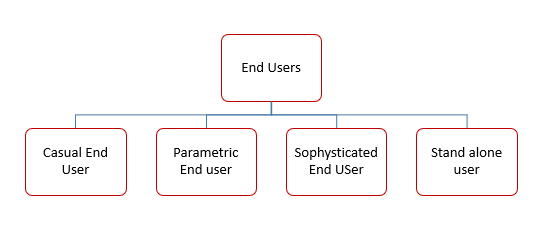 End Users
Casual End
User
Parametric
End user
Sophysticated
End USer
Stand alone
user